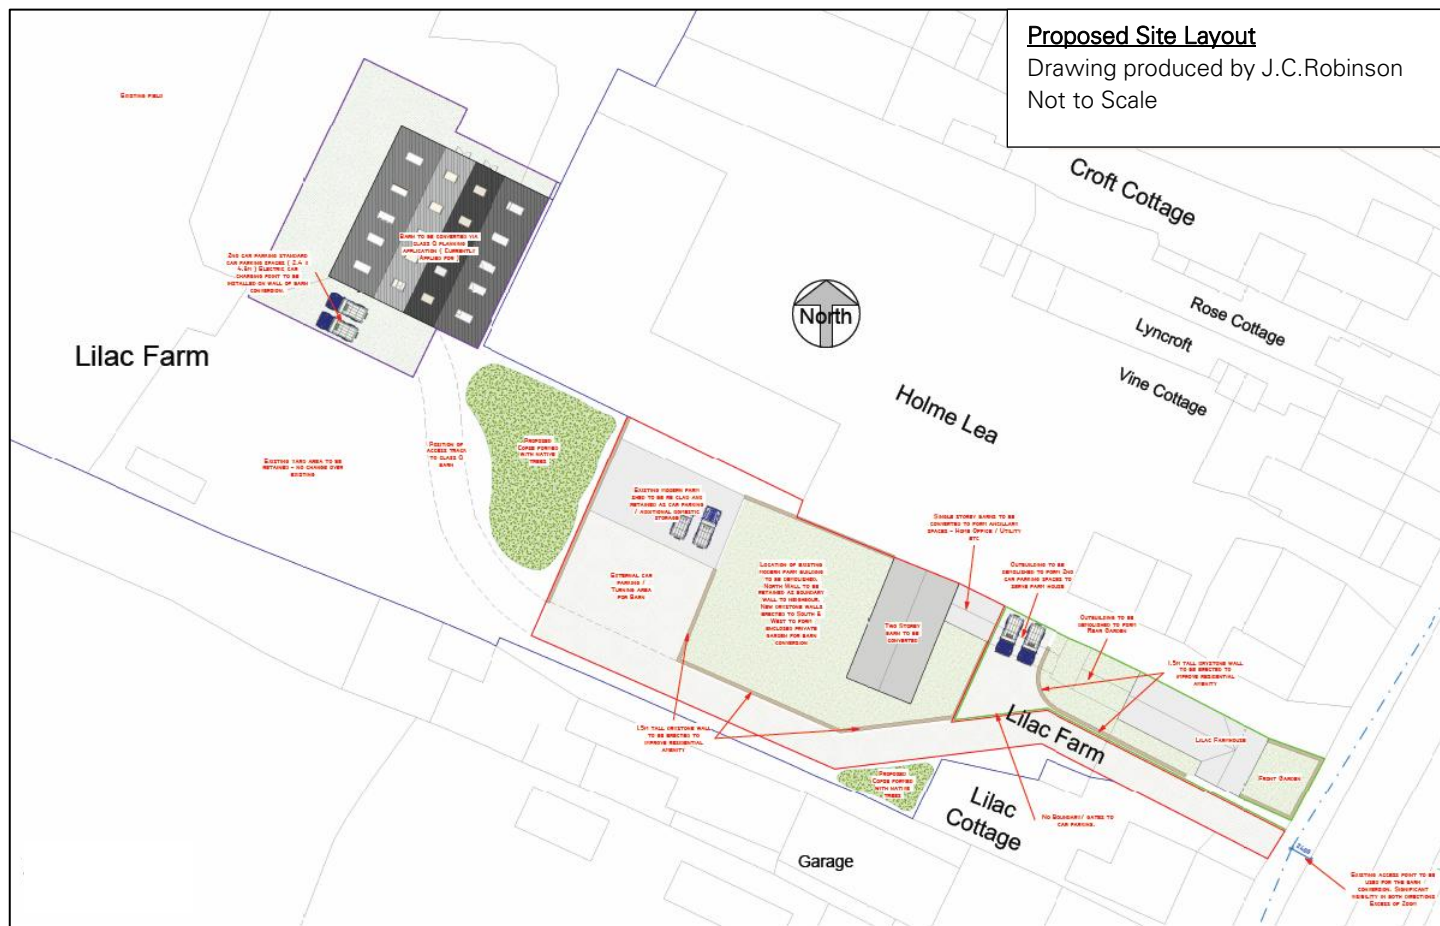 Proposed Site Layout
Drawing produced by J.C.Robinson
Not to Scale
Existing field
Croft Cottage
Barn to be converted via
Class Q planning
application ( Currently
Applied for )
2no car parking standard
car parking spaces ( 2.4 x
4.8m ) Electric car
charging point to be
installed on wall of barn
conversion.
North
Rose Cottage
Lyncroft
Vine Cottage
Lilac Farm
Holme Lea
Proposed
Copse formed
with native
trees
Position of
access track
to Class Q
barn
Existing yard area to be
retained - no change over
existing
Existing modern farm
shed to be re clad and
retained as car parking
/ additional domestic
storage
Single storey barns to be
converted to form ancillary
spaces - Home Office / Utility
etc
Outbuilding to be
demolished to form 2no
car parking spaces to
serve farm house
Location of existing
modern farm building
to be demolished.
North Wall to be
retained as boundary
wall to neighbour.
New drystone walls
erected to South &
West to form
enclosed private
garden for barn
conversion
External car
parking /
Turning area
for Barn
Two Storey
barn to be
converted
Outbuilding to be
demolished to form
Rear Garden
1.5m tall drystone wall
to be erected to
improve residential
amenity
Lilac Farm
1.5m tall drystone wall
to be erected to
improve residential
amenity
Lilac Farmhouse
Front Garden
Proposed
Copse formed
with native
trees
Lilac
Cottage
No Boundary/ gates to
car parking.
Garage
2400
Existing access point to be
used for the barn
conversion. Significant
visibility in both directions
Excess of 200m